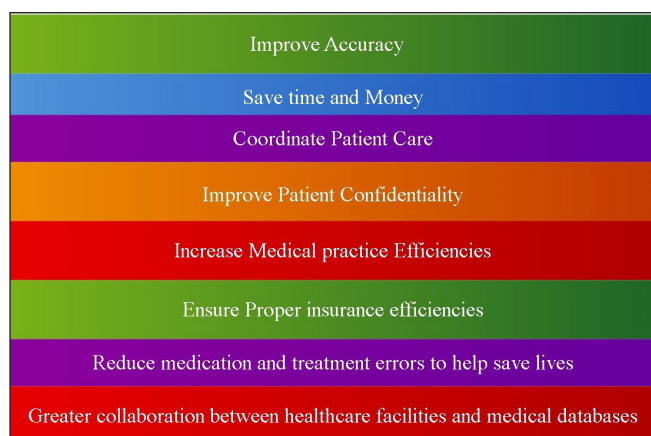 Improve Accuracy
Save time and Money
Coordinate Patient Care
Improve Patient Confidentiality
Increase Medical practice Efficiencies
Ensure Proper insurance efficiencies
Reduce medication and treatment errors to help save lives
Greater collaboration between healthcare facilities and medical databases